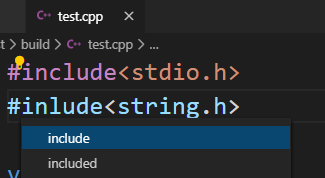 test.cpp
t > build > test.cpp > ...
#include<stdio.h>
#inlude<string.h>
include
included